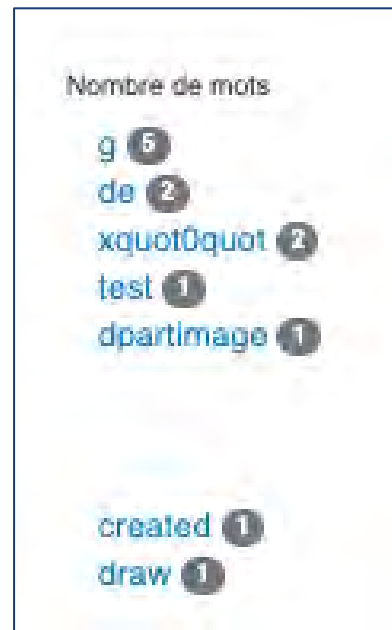 Nombre de mots
g 5
de 2
xquot0quot 2
test 1
dpartimage 1
created 1
draw 1